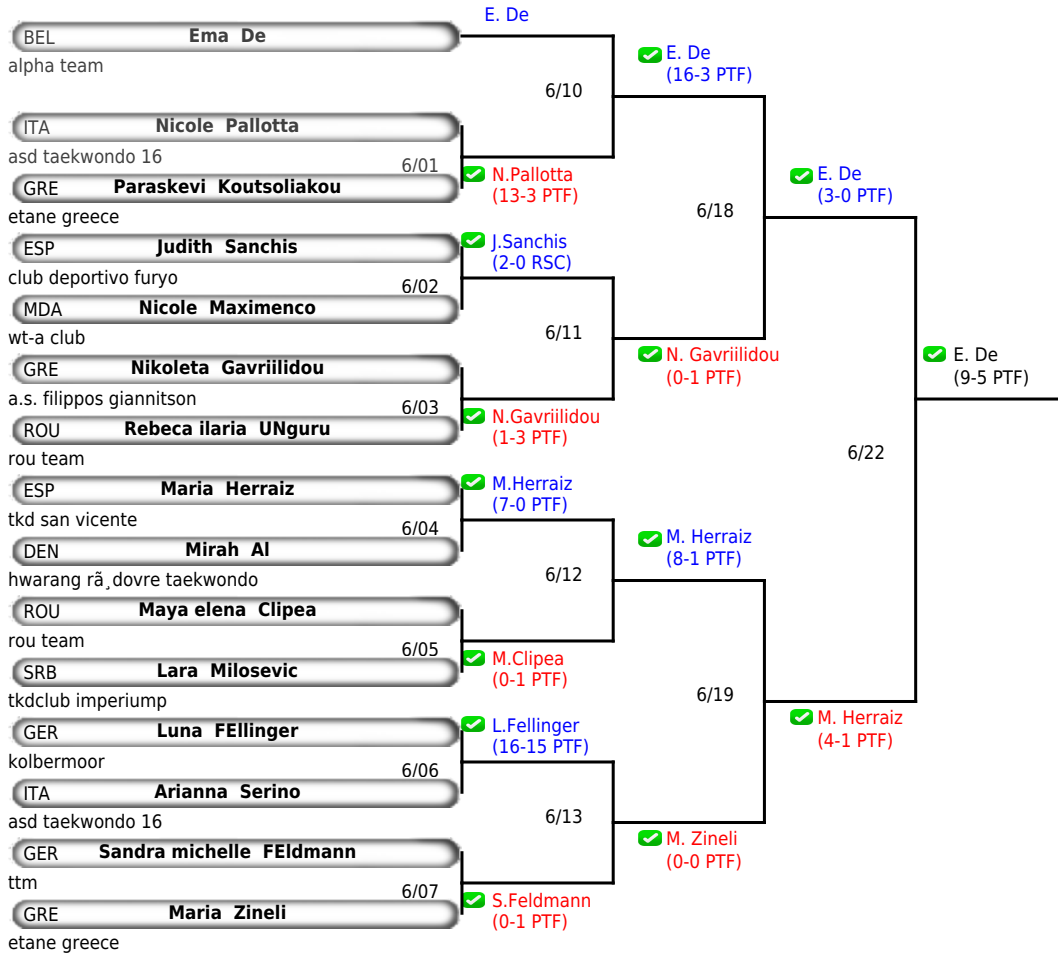 E. De
BEL Ema De
alpha team
E. De
(16-3 PTF)
6/10
ITA Nicole Pallotta
asd taekwondo 16
6/01
N.Pallotta
(13-3 PTF)
GRE Paraskevi Koutsoliakou
etane greece
E. De
(3-0 PTF)
6/18
ESP Judith Sanchis
club deportivo furyo
J.Sanchis
(2-0 RSC)
6/02
MDA Nicole Maximenco
wt-a club
6/11
N. Gavriilidou
(0-1 PTF)
GRE Nikoleta Gavriilidou
a.s. filippos giannitson
6/03
N.Gavriilidou
(1-3 PTF)
ROU Rebeca ilaria UNguru
rou team
E. De
(9-5 PTF)
6/22
ESP Maria Herraiz
tkd san vicente
M.Herraiz
(7-0 PTF)
6/04
DEN Mirah Al
hwarang rã¸dovre taekwondo
M. Herraiz
(8-1 PTF)
6/12
ROU Maya elena Clipea
rou team
6/05
M.Clipea
(0-1 PTF)
SRB Lara Milosevic
tkdclub imperiump
6/19
M. Herraiz
(4-1 PTF)
GER Luna FEllinger
kolbermoor
L.Fellinger
(16-15 PTF)
6/06
ITA Arianna Serino
asd taekwondo 16
6/13
M. Zineli
(0-0 PTF)
GER Sandra michelle FEldmann
ttm
6/07
S.Feldmann
(0-1 PTF)
GRE Maria Zineli
etane greece